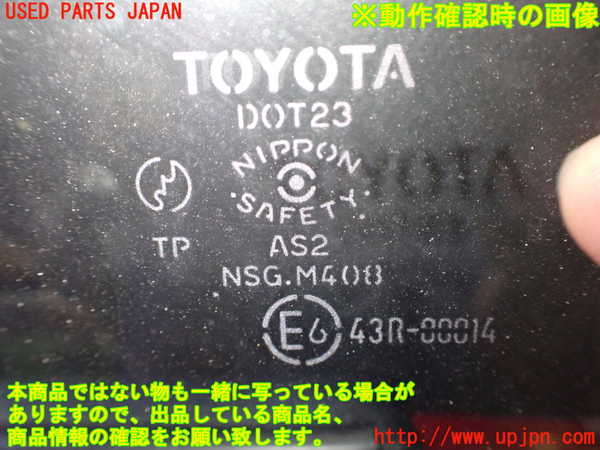 USED PARTS JAPAN
※動作確認時の画像
TOYOTA
DOT23
NIPPON
・SAFETY・
TP AS2
NSG.M408
E6 43R-00014
本商品ではない物も一緒に写っている場合が
ありますので、出品している商品名、
商品情報の確認をお願い致します。
http://www.upjpn.com